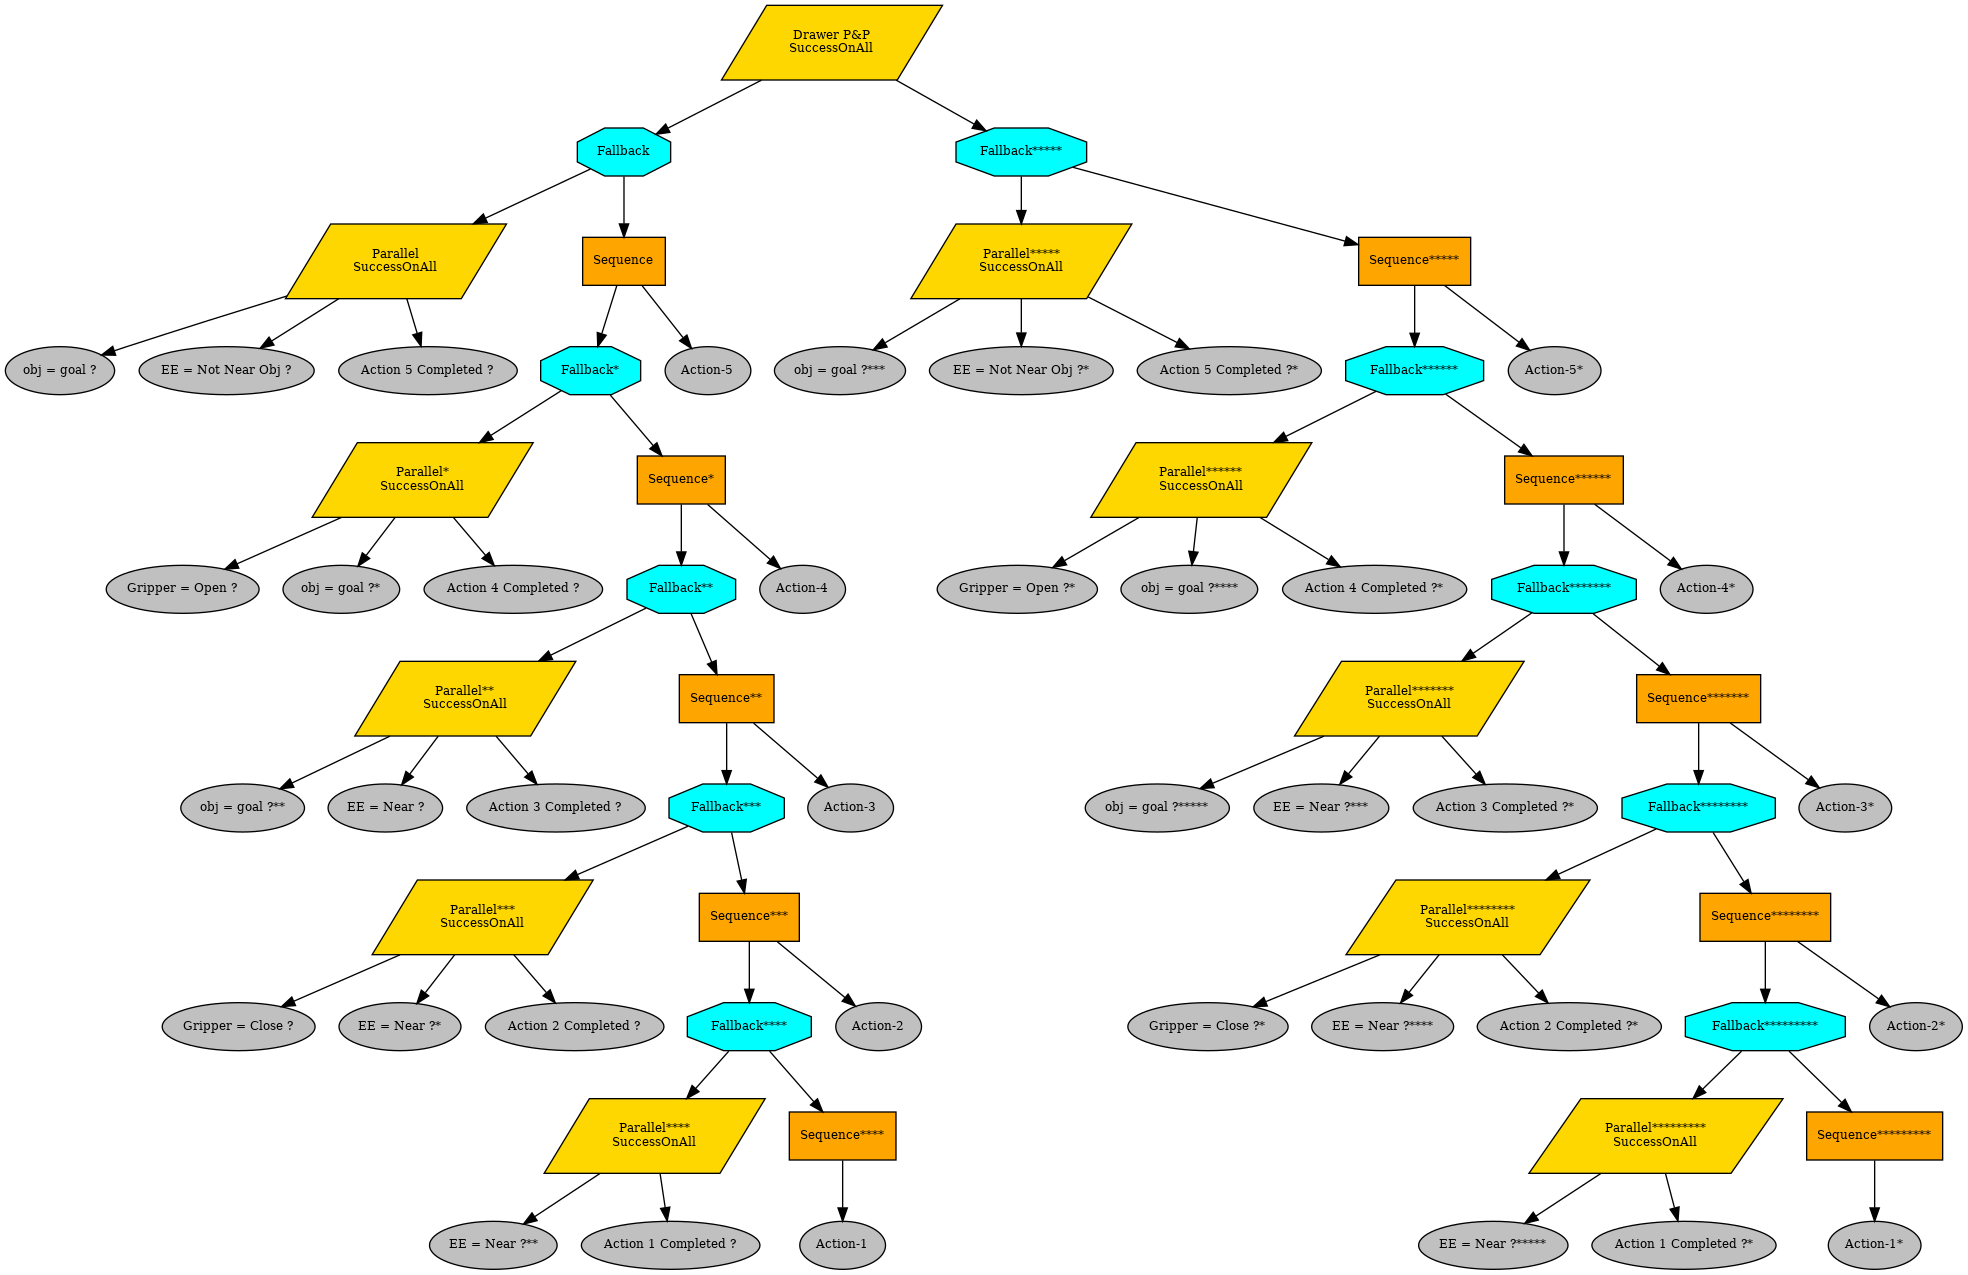 Drawer P&P
SuccessOnAll
Fallback
Fallback*****
Parallel
SuccessOnAll
Sequence
Parallel*****
SuccessOnAll
Sequence*****
obj = goal ?
EE = Not Near Obj ?
Action 5 Completed ?
Fallback*
Action-5
obj = goal ?***
EE = Not Near Obj ?*
Action 5 Completed ?*
Fallback******
Action-5*
Parallel*
SuccessOnAll
Sequence*
Parallel******
SuccessOnAll
Sequence******
Gripper = Open ?
obj = goal ?*
Action 4 Completed ?
Fallback**
Action-4
Gripper = Open ?*
obj = goal ?****
Action 4 Completed ?*
Fallback*******
Action-4*
Parallel**
SuccessOnAll
Sequence**
Parallel*******
SuccessOnAll
Sequence*******
obj = goal ?**
EE = Near ?
Action 3 Completed ?
Fallback***
Action-3
obj = goal ?*****
EE = Near ?***
Action 3 Completed ?*
Fallback********
Action-3*
Parallel***
SuccessOnAll
Sequence***
Parallel********
SuccessOnAll
Sequence********
Gripper = Close ?
EE = Near ?*
Action 2 Completed ?
Fallback****
Action-2
Gripper = Close ?*
EE = Near ?****
Action 2 Completed ?*
Fallback*********
Action-2*
Parallel****
SuccessOnAll
Sequence****
Parallel*********
SuccessOnAll
Sequence*********
EE = Near ?**
Action 1 Completed ?
Action-1
EE = Near ?*****
Action 1 Completed ?*
Action-1*